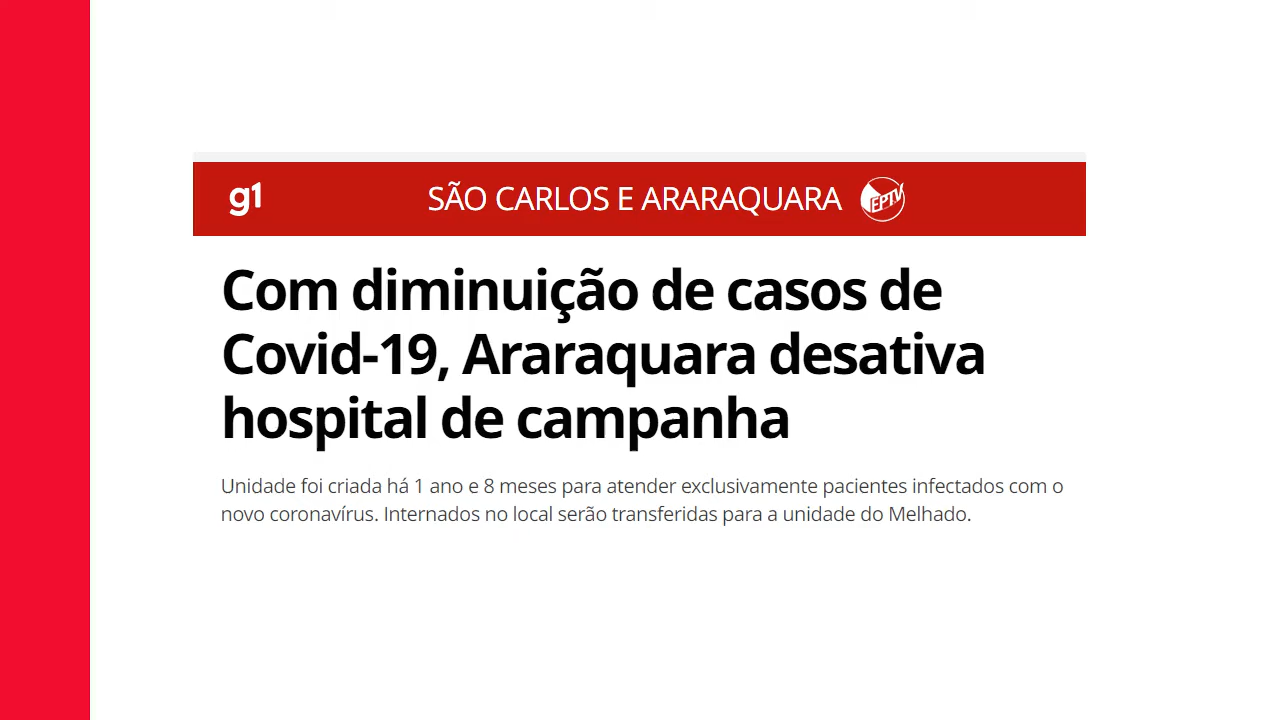 g1 SÃO CARLOS E ARARAQUARA EPTV
Com diminuição de casos de
Covid-19, Araraquara desativa
hospital de campanha
Unidade foi criada há 1 ano e 8 meses para atender exclusivamente pacientes infectados com o
novo coronavírus. Internados no local serão transferidas para a unidade do Melhado.